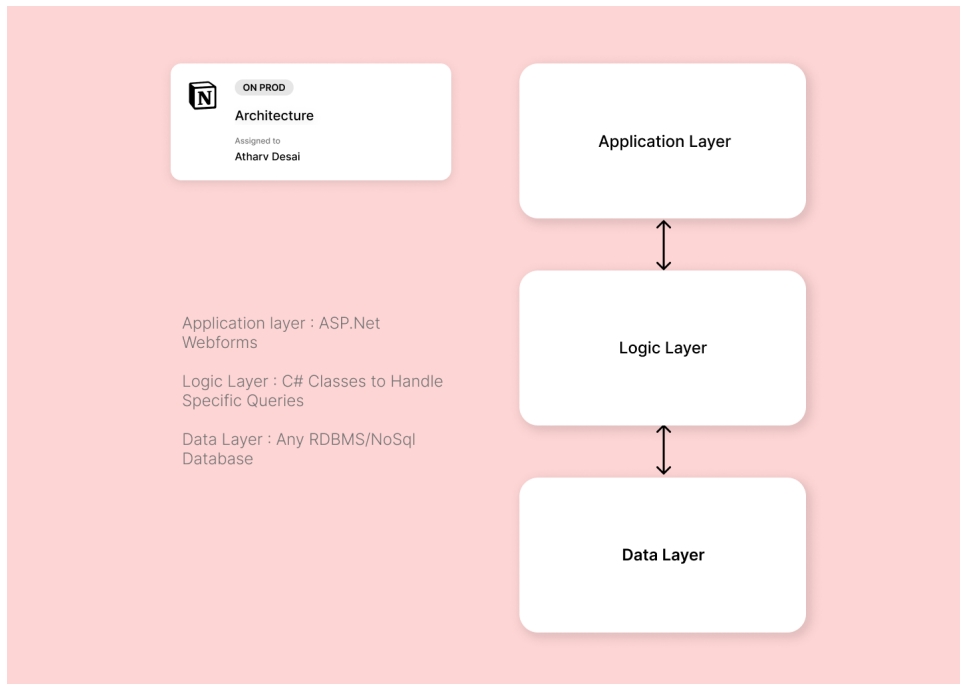 N
ON PROD
Architecture
Assigned to
Atharv Desai
Application layer : ASP.Net
Webforms
Logic Layer : C# Classes to Handle
Specific Queries
Data Layer : Any RDBMS/NoSql
Database
Application Layer
Logic Layer
Data Layer